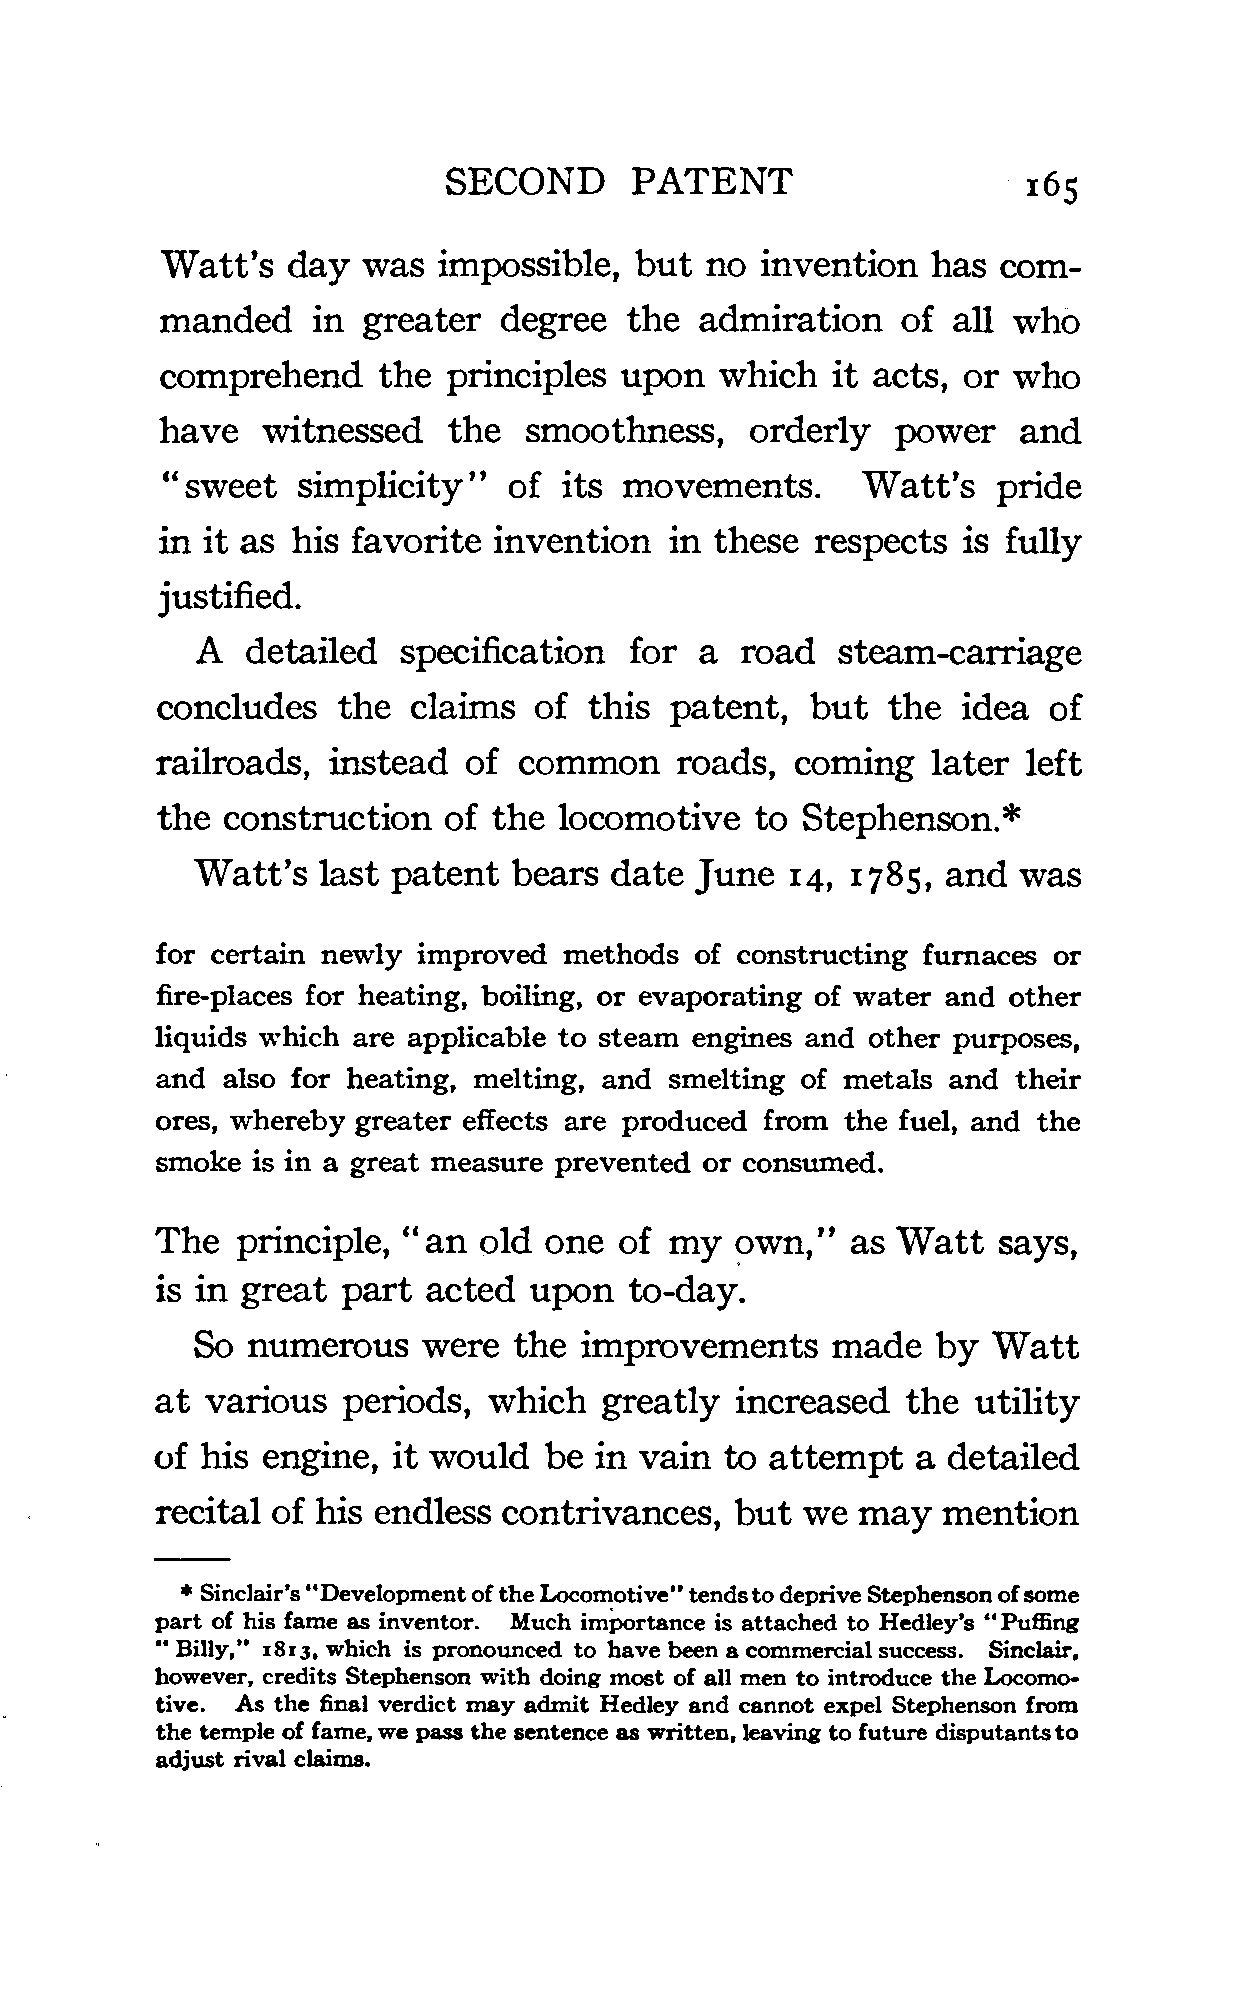 SECOND PATENT 165
Watt's day was impossible, but no invention has com-
manded in greater degree the admiration of all who
comprehend the principles upon which it acts, or who
have witnessed the smoothness, orderly power and
"sweet simplicity" of its movements. Watt's pride
in it as his favorite invention in these respects is fully
justified.
A detailed specification for a road steam-carriage
concludes the claims of this patent, but the idea of
railroads, instead of common roads, coming later left
the construction of the locomotive to Stephenson.*
Watt's last patent bears date June 14, 1785, and was
for certain newly improved methods of constructing furnaces or
fire-places for heating, boiling, or evaporating of water and other
liquids which are applicable to steam engines and other purposes,
and also for heating, melting, and smelting of metals and their
ores, whereby greater effects are produced from the fuel, and the
smoke is in a great measure prevented or consumed.
The principle, "an old one of my own," as Watt says,
is in great part acted upon to-day.
So numerous were the improvements made by Watt
at various periods, which greatly increased the utility
of his engine, it would be in vain to attempt a detailed
recital of his endless contrivances, but we may mention
* Sinclair's "Development of the Locomotive" tends to deprive Stephenson of some
part of his fame as inventor. Much importance is attached to Hedley's "Puffing
" Billy," 1813, which is pronounced to have been a commercial success. Sinclair,
however, credits Stephenson with doing most of all men to introduce the Locomo-
tive. As the final verdict may admit Hedley and cannot expel Stephenson from
the temple of fame, we pass the sentence as written, leaving to future disputants to
adjust rival claims.